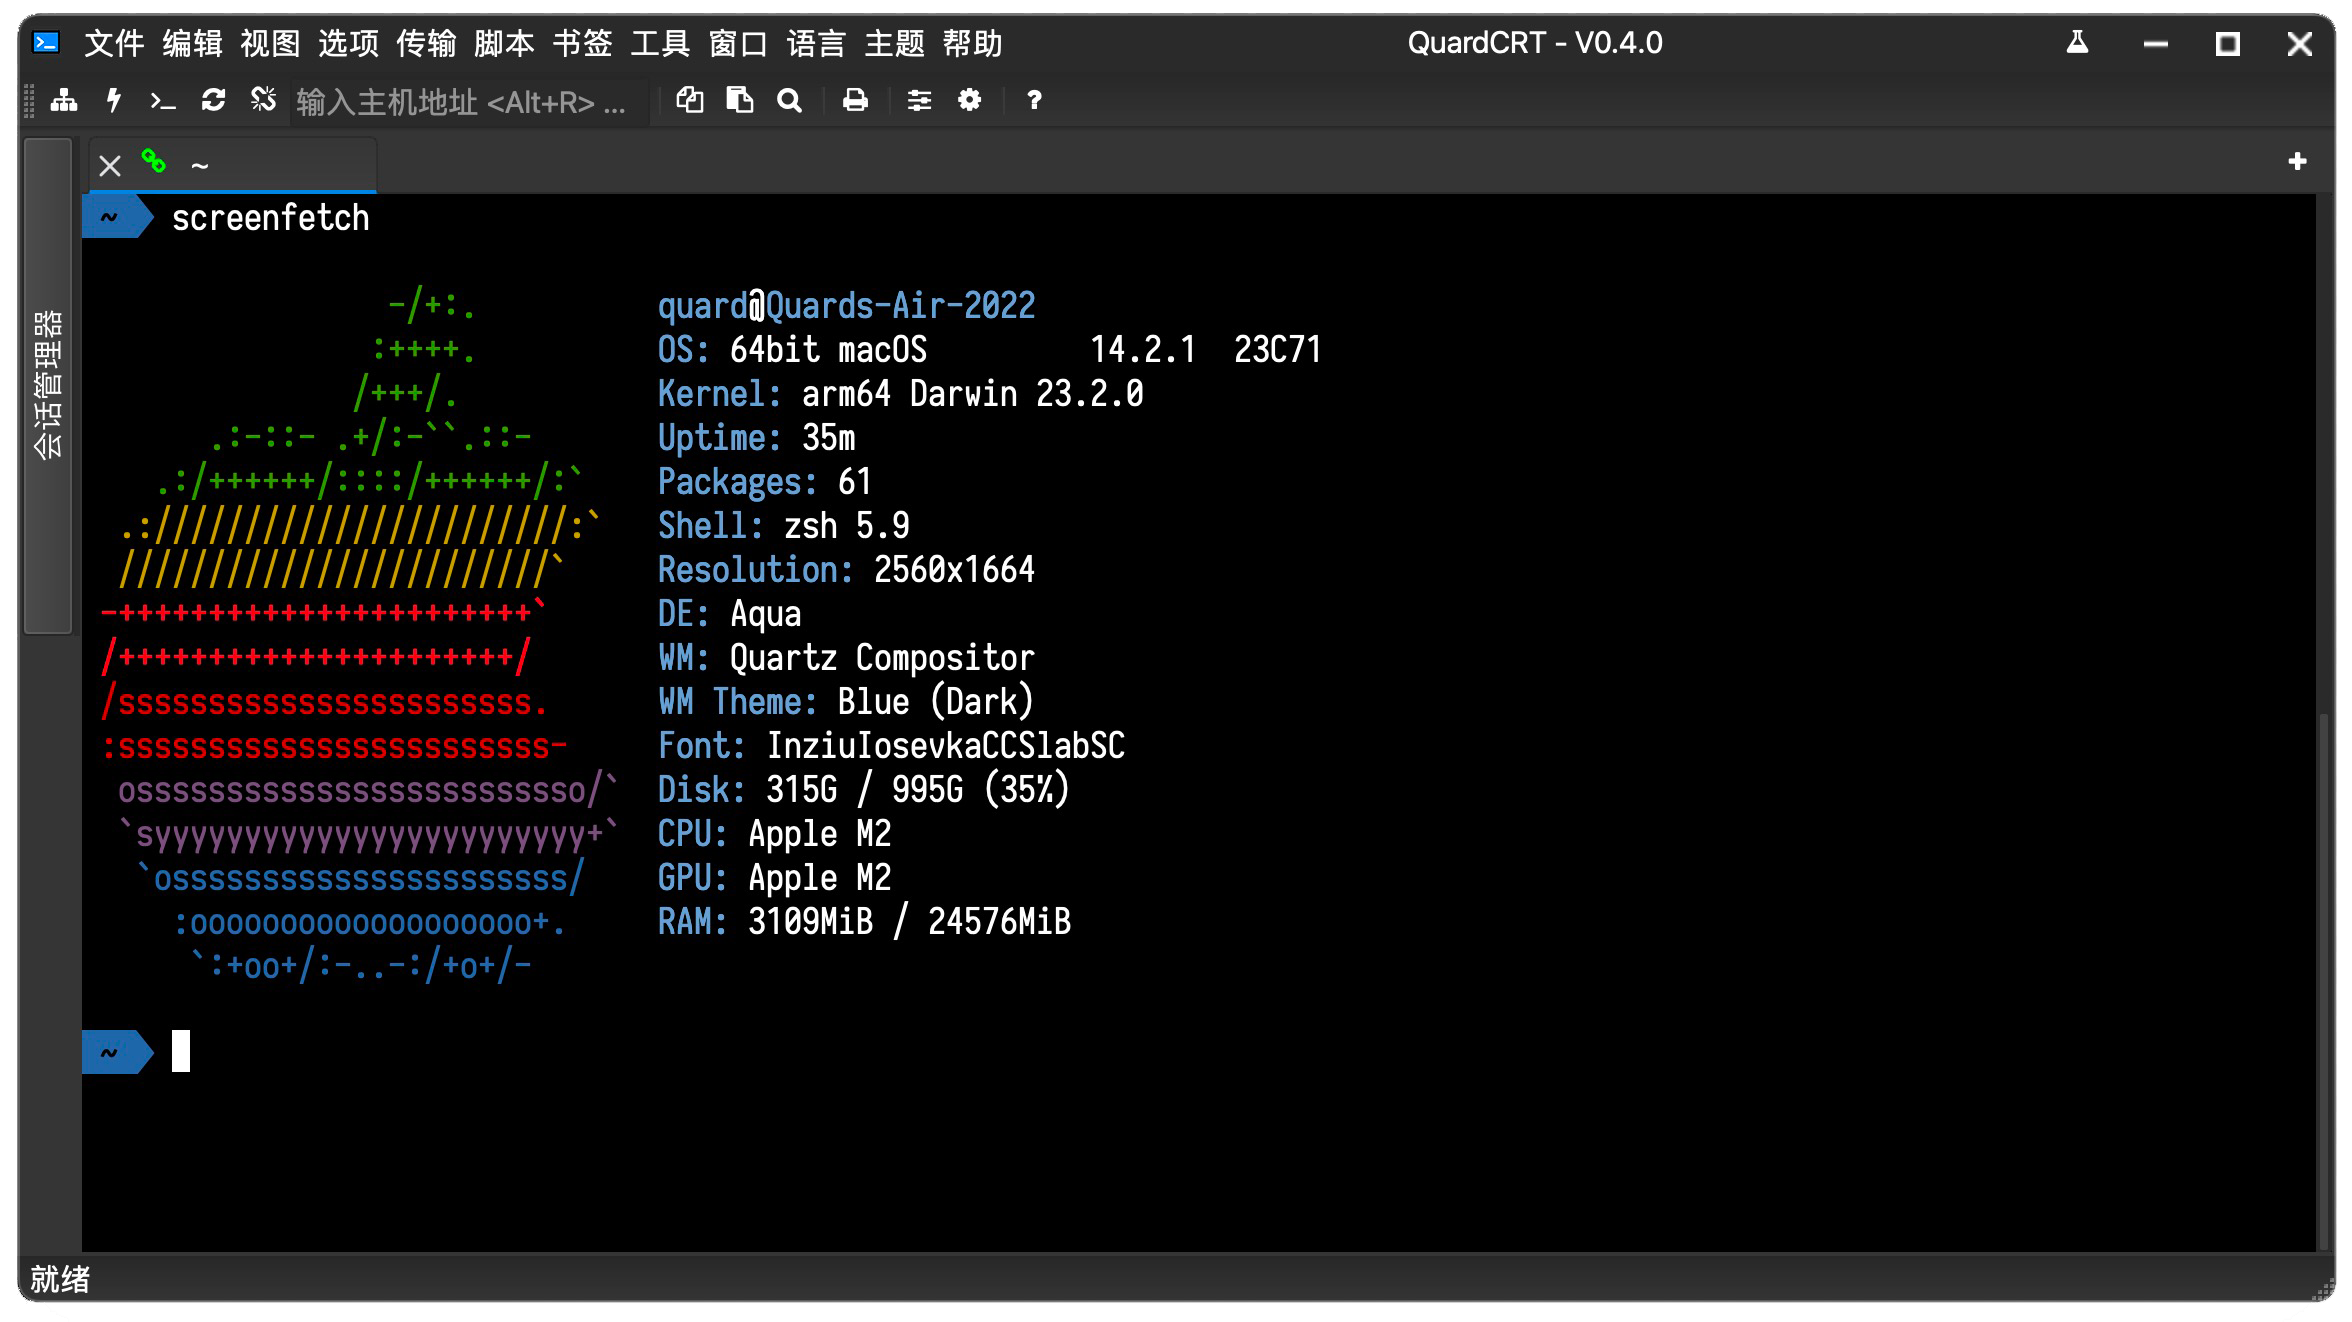 文件 编辑 视图 选项 传输 脚本 书签 工具 窗口 语言 主题 帮助 QuardCRT - V0.4.0
输入主机地址 <Alt+R> ...
~
会话管理器
~ screenfetch
-/+:. quard@Quards-Air-2022
:++++. OS: 64bit macOS 14.2.1 23C71
/+++/. Kernel: arm64 Darwin 23.2.0
.:-::- .+/:-``.::- Uptime: 35m
.:/++++++/::::/++++++/:` Packages: 61
.:///////////////////////:` Shell: zsh 5.9
////////////////////////` Resolution: 2560x1664
-+++++++++++++++++++++++` DE: Aqua
/++++++++++++++++++++++/ WM: Quartz Compositor
/sssssssssssssssssssssss. WM Theme: Blue (Dark)
:ssssssssssssssssssssssss- Font: InziuIosevkaCCSlabSC
osssssssssssssssssssssssso/` Disk: 315G / 995G (35%)
`syyyyyyyyyyyyyyyyyyyyyyyy+` CPU: Apple M2
`ossssssssssssssssssssss/ GPU: Apple M2
:ooooooooooooooooooo+. RAM: 3109MiB / 24576MiB
`:+oo+/:-..-:/+o+/-
~
就绪